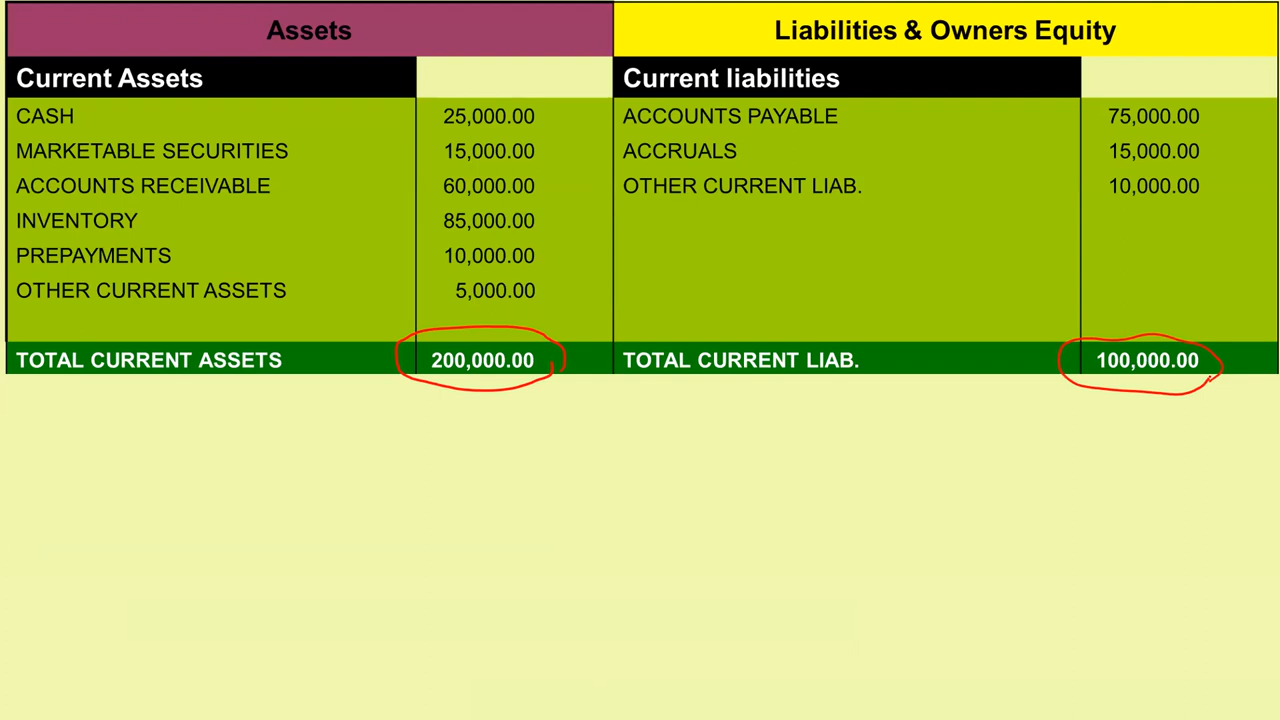 Assets Liabilities & Owners Equity
Current Assets Current liabilities
CASH 25,000.00 ACCOUNTS PAYABLE 75,000.00
MARKETABLE SECURITIES 15,000.00 ACCRUALS 15,000.00
ACCOUNTS RECEIVABLE 60,000.00 OTHER CURRENT LIAB. 10,000.00
INVENTORY 85,000.00
PREPAYMENTS 10,000.00
OTHER CURRENT ASSETS 5,000.00
TOTAL CURRENT ASSETS 200,000.00 TOTAL CURRENT LIAB. 100,000.00